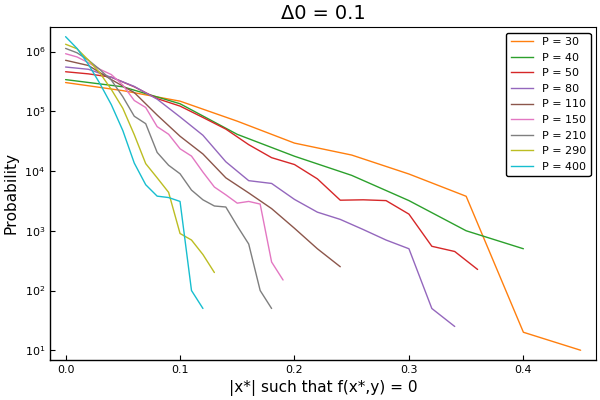 Δ0 = 0.1
Probability
10⁶
10⁵
10⁴
10³
10²
10¹
P = 30
P = 40
P = 50
P = 80
P = 110
P = 150
P = 210
P = 290
P = 400
0.0 0.1 0.2 0.3 0.4
|x*| such that f(x*,y) = 0